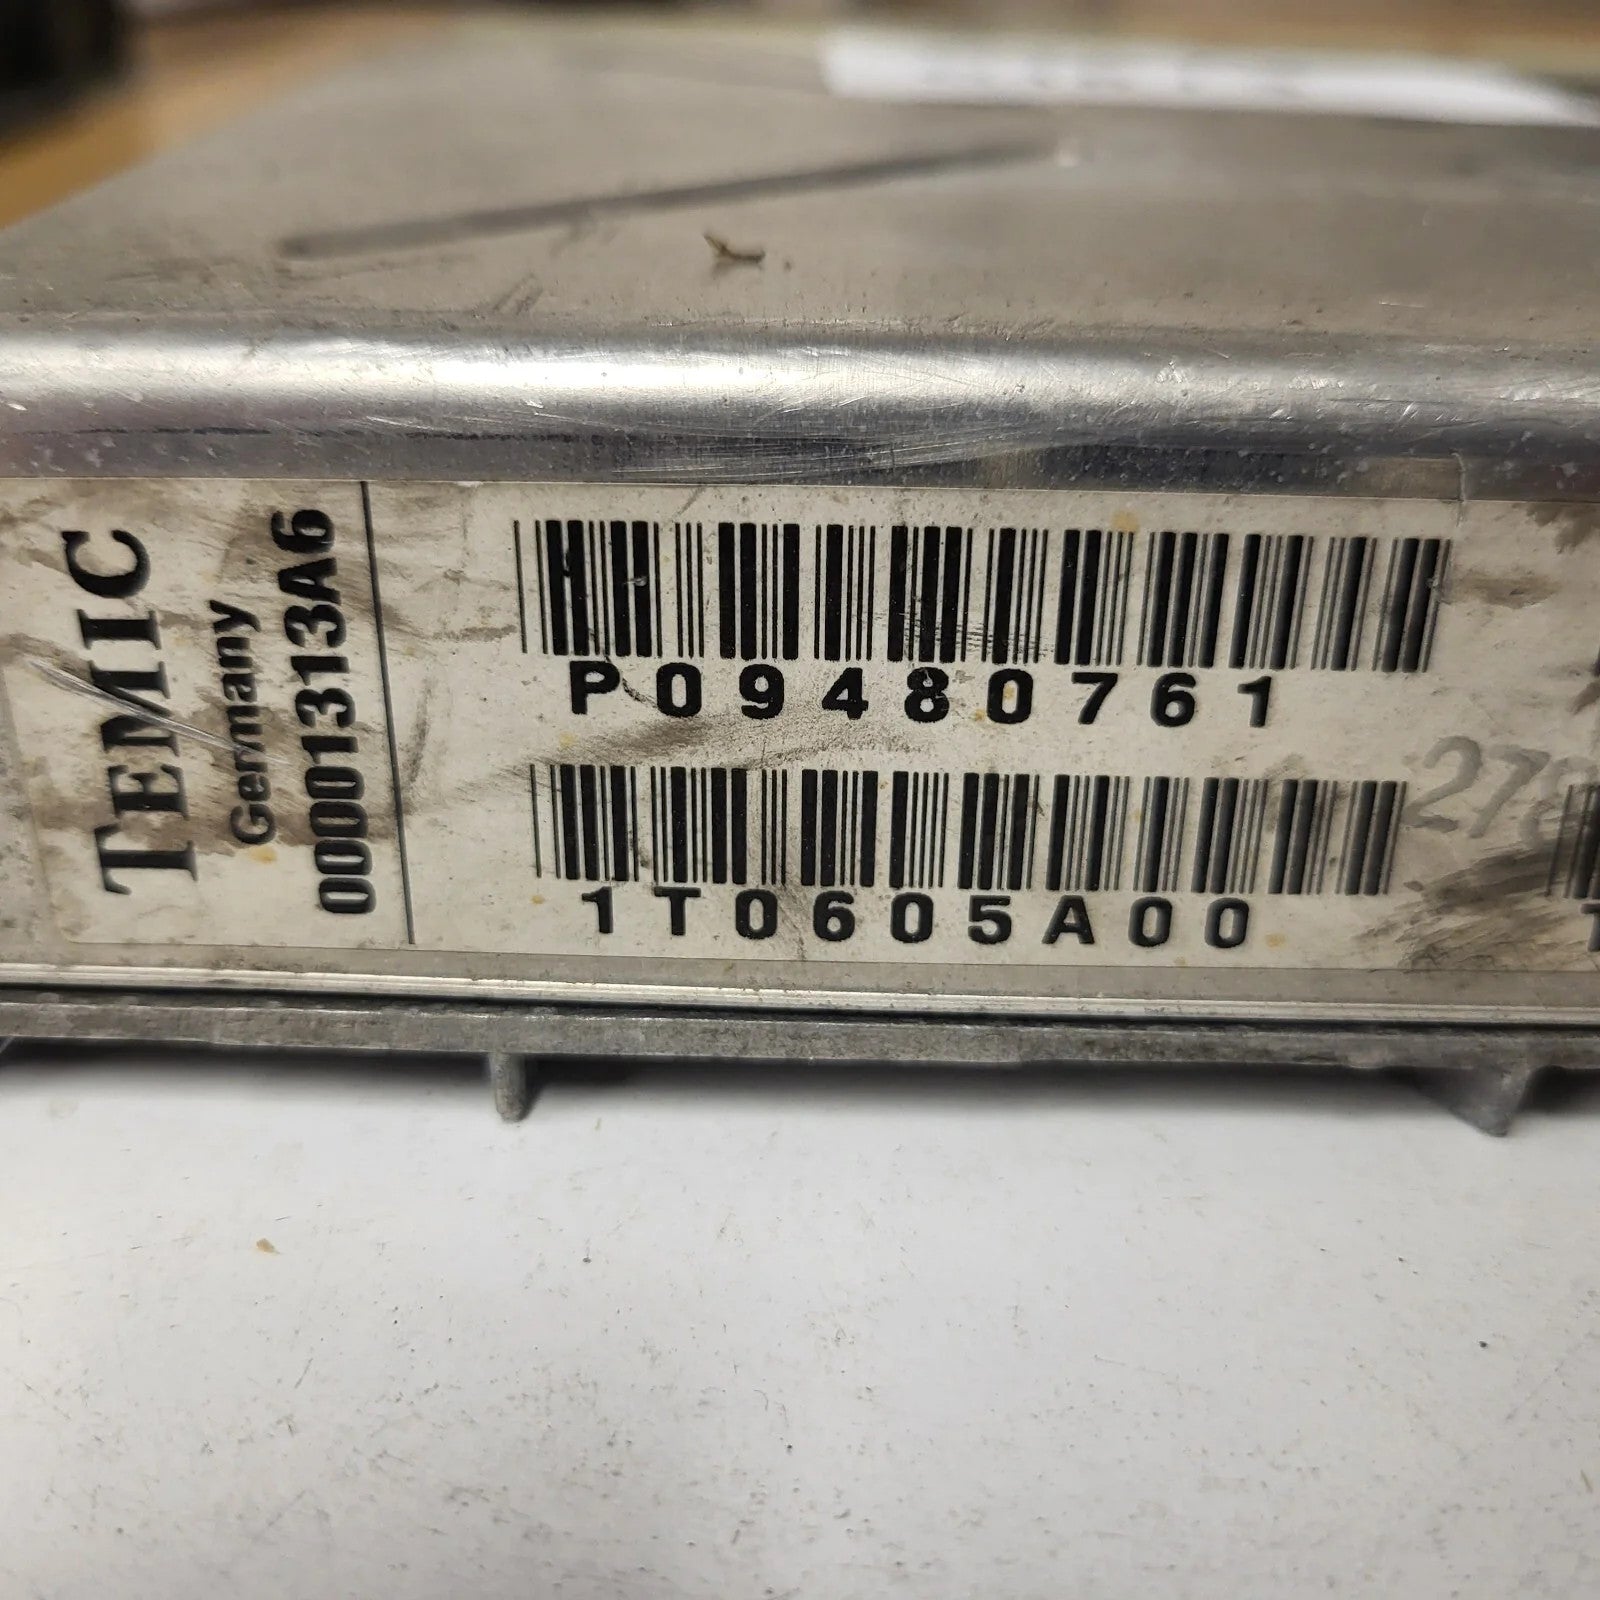 TEMIC
Germany
00001313A6
P09480761
1T0605A00